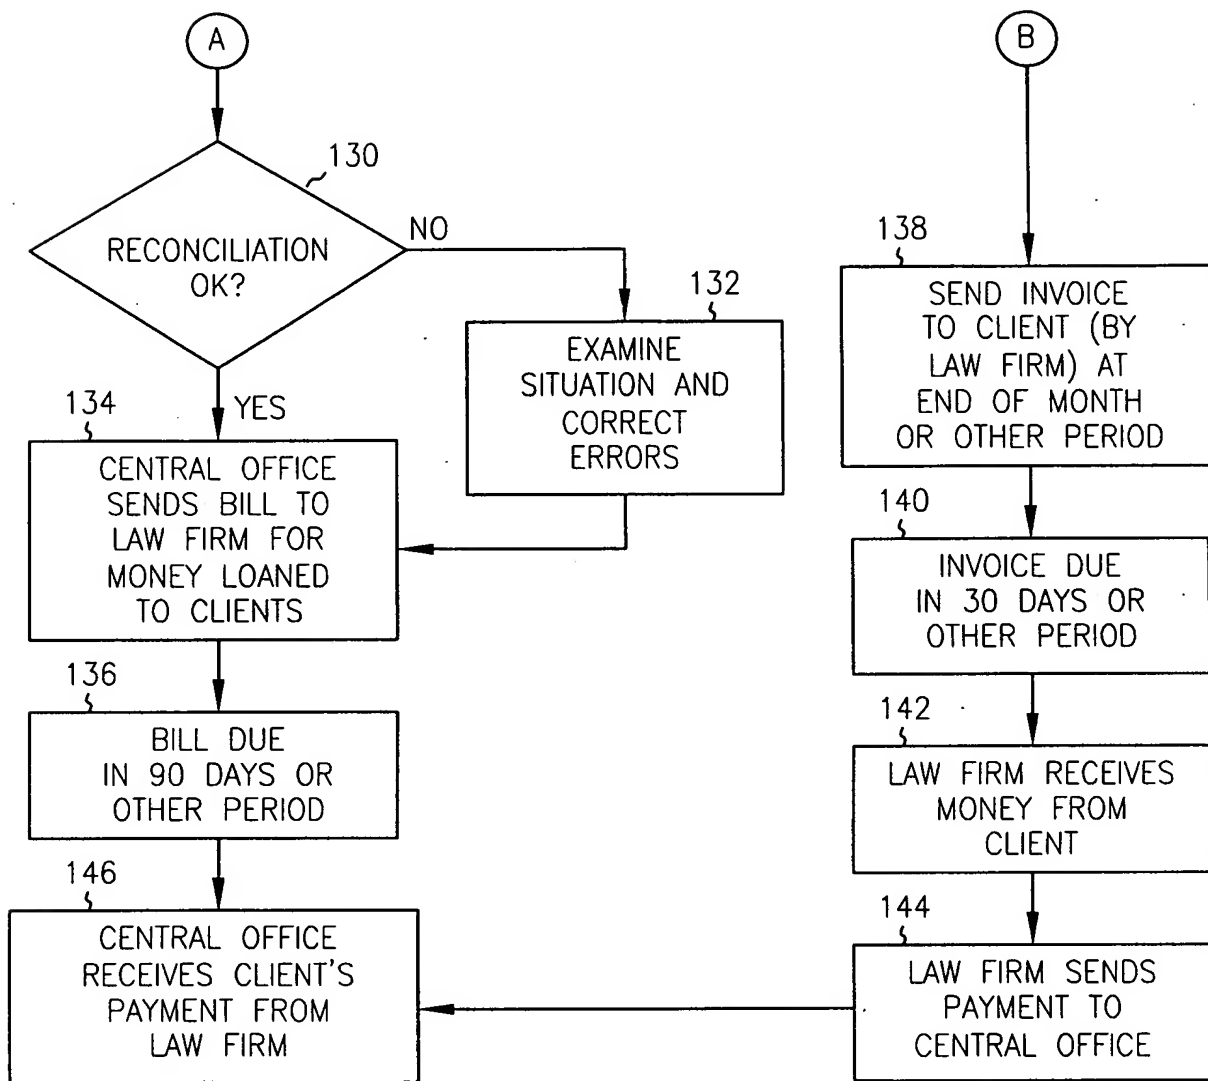 A
130
RECONCILIATION
OK?
NO
YES
132
EXAMINE
SITUATION AND
CORRECT
ERRORS
134
CENTRAL OFFICE
SENDS BILL TO
LAW FIRM FOR
MONEY LOANED
TO CLIENTS
136
BILL DUE
IN 90 DAYS OR
OTHER PERIOD
146
CENTRAL OFFICE
RECEIVES CLIENT'S
PAYMENT FROM
LAW FIRM
B
138
SEND INVOICE
TO CLIENT (BY
LAW FIRM) AT
END OF MONTH
OR OTHER PERIOD
140
INVOICE DUE
IN 30 DAYS OR
OTHER PERIOD
142
LAW FIRM RECEIVES
MONEY FROM
CLIENT
144
LAW FIRM SENDS
PAYMENT TO
CENTRAL OFFICE